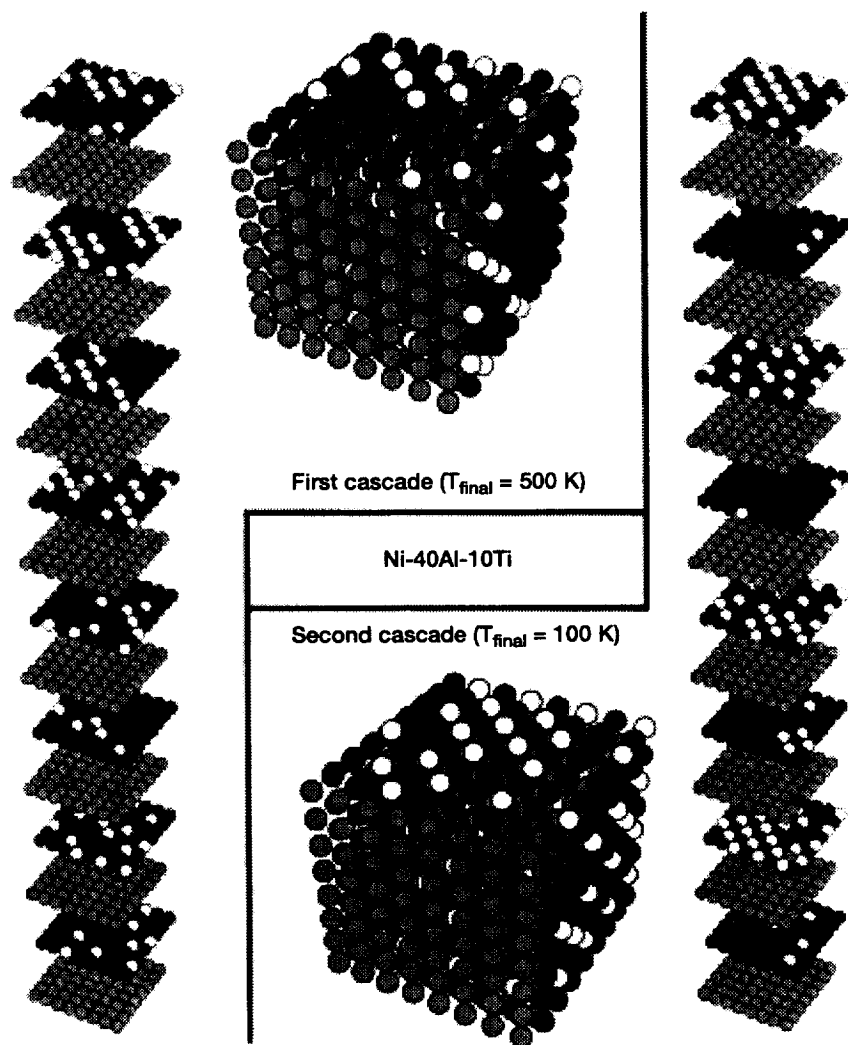 First cascade (T_final = 500 K)
Ni-40Al-10Ti
Second cascade (T_final = 100 K)